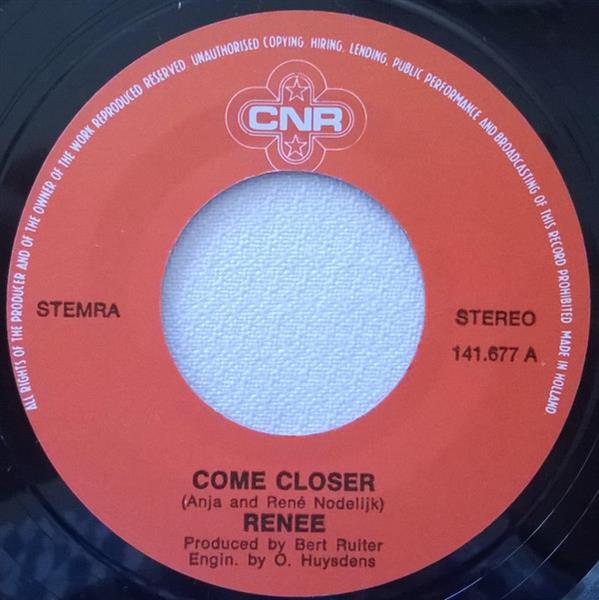 ALL RIGHTS OF THE PRODUCER AND OF THE OWNER OF THE WORK REPRODUCED RESERVED. UNAUTHORISED COPYING, HIRING, LENDING, PUBLIC PERFORMANCE AND BROADCASTING OF THIS RECORD PROHIBITED. MADE IN HOLLAND.
CNR
STEMRA
STEREO
141.677 A
COME CLOSER
(Anja and René Nodelijk)
RENEE
Produced by Bert Ruiter
Engin. by O. Huysdens